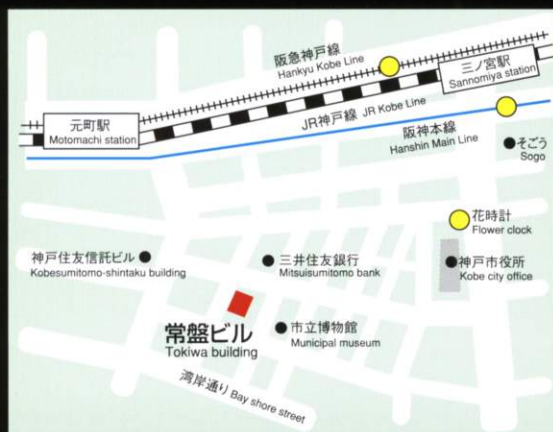 阪急神戸線
Hankyu Kobe Line
三ノ宮駅
Sannomiya station
元町駅
Motomachi station
JR神戸線 JR Kobe Line
阪神本線
Hanshin Main Line
そごう
Sogo
花時計
Flower clock
神戸住友信託ビル
Kobesumitomo-shintaku building
三井住友銀行
Mitsuisumitomo bank
神戸市役所
Kobe city office
常盤ビル
Tokiwa building
市立博物館
Municipal museum
湾岸通り Bay shore street